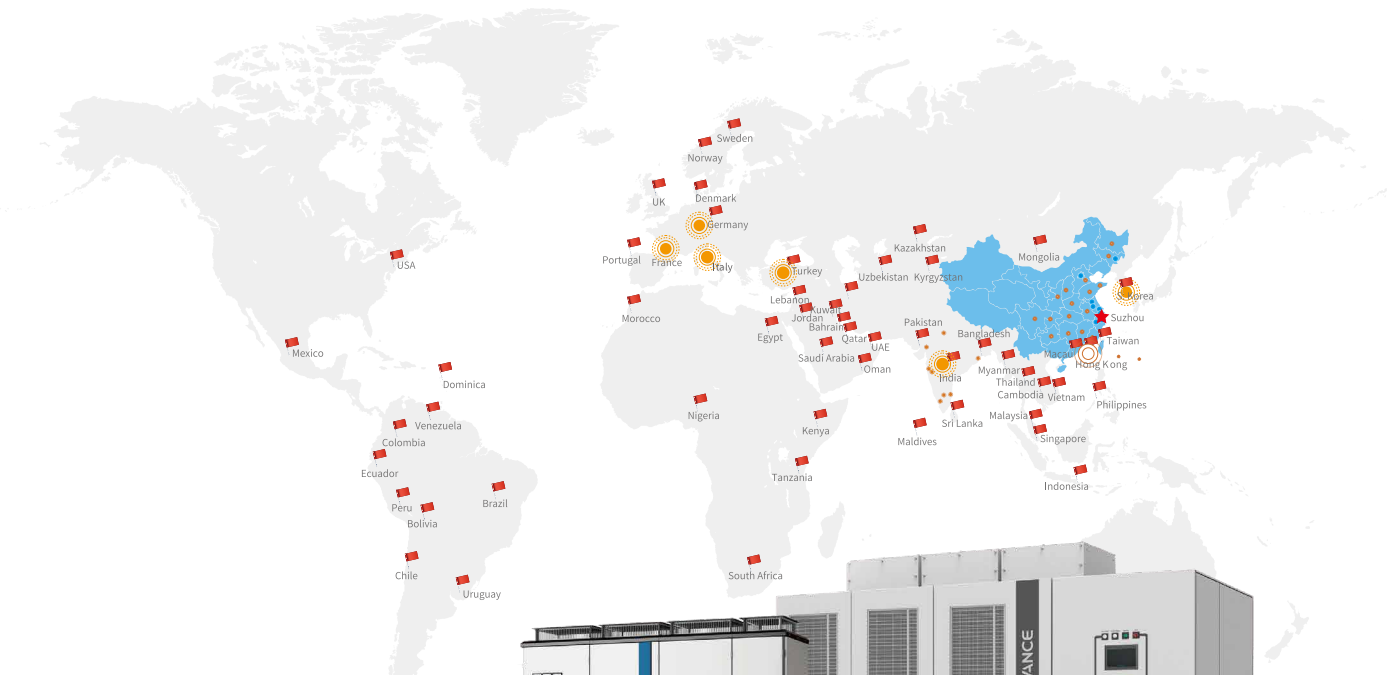 Sweden
Norway
UK
Denmark
Germany
Portugal
France
Italy
Kazakhstan
Mongolia
USA
Turkey
Uzbekistan
Kyrgyzstan
Lebanon
S. Korea
Morocco
Kuwait
Jordan
Suzhou
Bahrain
Pakistan
Egypt
Qatar
Bangladesh
Taiwan
UAE
Mexico
Saudi Arabia
Macau
Oman
Myanmar
Hong Kong
India
Dominica
Thailand
Cambodia
Vietnam
Philippines
Nigeria
Venezuela
Kenya
Sri Lanka
Malaysia
Colombia
Maldives
Singapore
Ecuador
Tanzania
Indonesia
Peru
Brazil
Bolivia
Chile
South Africa
Uruguay
VANCE